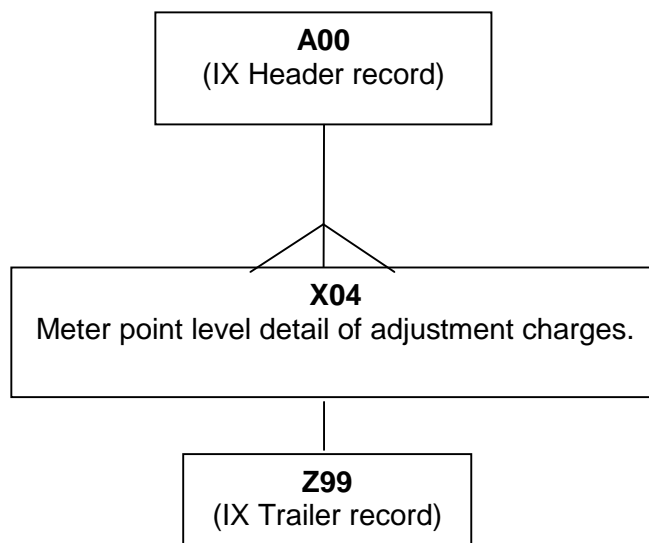 A00
(IX Header record)
X04
Meter point level detail of adjustment charges.
Z99
(IX Trailer record)